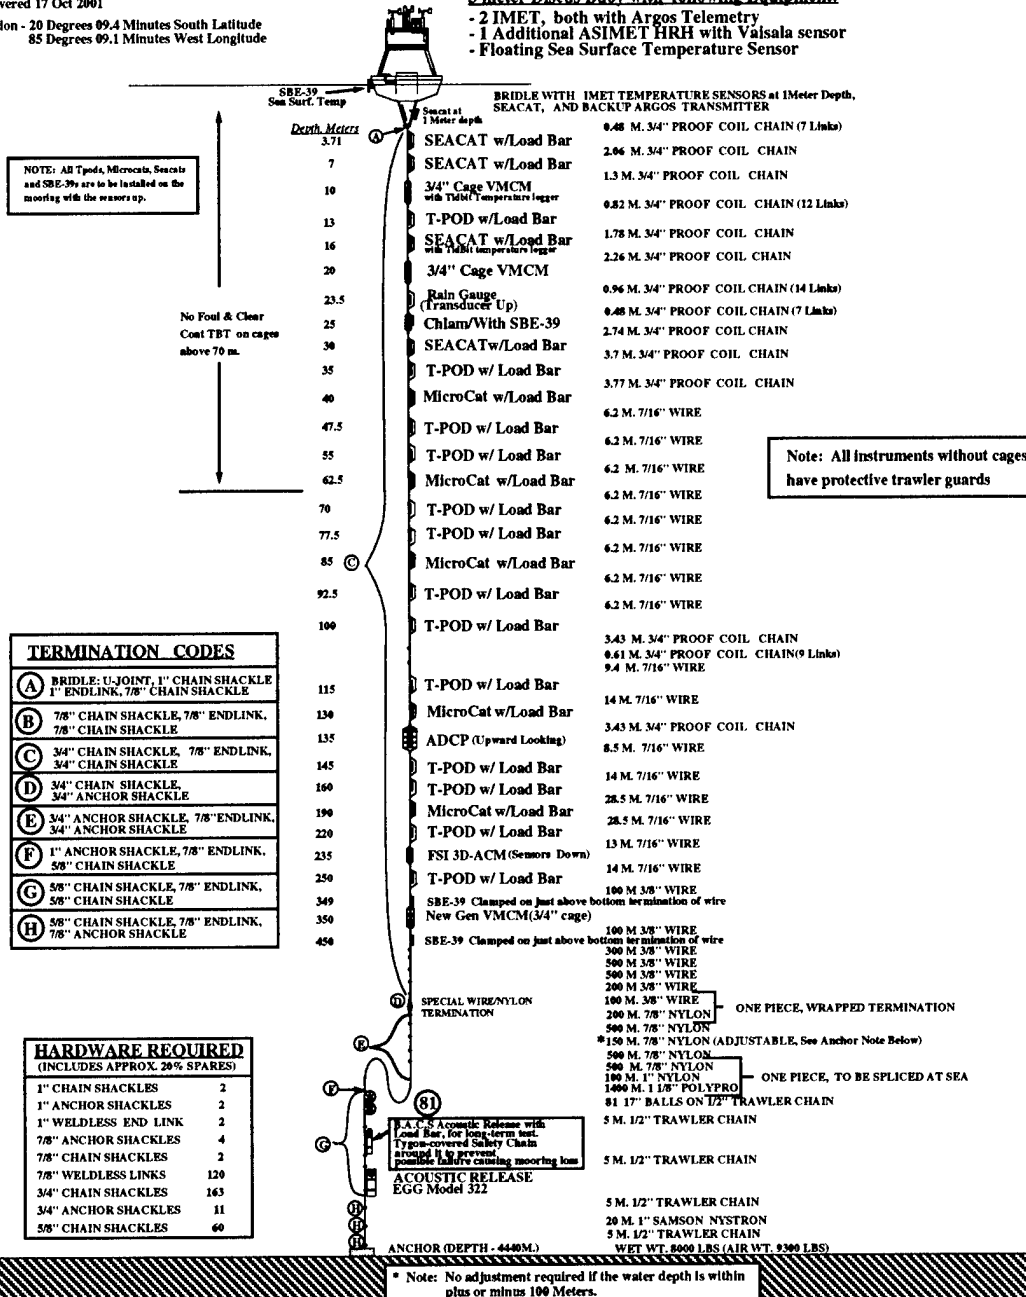 vered 17 Oct 2001
ion - 20 Degrees 09.4 Minutes South Latitude
85 Degrees 09.1 Minutes West Longitude
3 meter Discus Buoy with following Equipment:
- 2 IMET, both with Argos Telemetry
- 1 Additional ASIMET HRH with Vaisala sensor
- Floating Sea Surface Temperature Sensor
SBE-39
Sea Surf. Temp
BRIDLE WITH IMET TEMPERATURE SENSORS at 1Meter Depth,
SEACAT, AND BACKUP ARGOS TRANSMITTER
Seacat at
1 Meter depth
Depth, Meters
A
0.48 M. 3/4" PROOF COIL CHAIN (7 Links)
3.71 SEACAT w/Load Bar
2.06 M. 3/4" PROOF COIL CHAIN
7 SEACAT w/Load Bar
1.3 M. 3/4" PROOF COIL CHAIN
NOTE: All Tpods, Microcats, Seacats
and SBE-39s are to be installed on the
mooring with the sensors up.
10 3/4" Cage VMCM
with Tidbit Temperature logger
0.82 M. 3/4" PROOF COIL CHAIN (12 Links)
13 T-POD w/Load Bar
1.78 M. 3/4" PROOF COIL CHAIN
16 SEACAT w/Load Bar
with TidBit temperature logger
2.26 M. 3/4" PROOF COIL CHAIN
20 3/4" Cage VMCM
0.96 M. 3/4" PROOF COIL CHAIN (14 Links)
23.5 Rain Gauge
(Transducer Up)
0.48 M. 3/4" PROOF COIL CHAIN (7 Links)
No Foul & Clear
Coat TBT on cages
above 70 m.
25 Chlam/With SBE-39
2.74 M. 3/4" PROOF COIL CHAIN
30 SEACATw/Load Bar
3.7 M. 3/4" PROOF COIL CHAIN
35 T-POD w/ Load Bar
3.77 M. 3/4" PROOF COIL CHAIN
40 MicroCat w/Load Bar
6.2 M. 7/16" WIRE
47.5 T-POD w/ Load Bar
6.2 M. 7/16" WIRE
55 T-POD w/ Load Bar
6.2 M. 7/16" WIRE
Note: All instruments without cages
have protective trawler guards
62.5 MicroCat w/Load Bar
6.2 M. 7/16" WIRE
70 T-POD w/ Load Bar
6.2 M. 7/16" WIRE
77.5 T-POD w/ Load Bar
6.2 M. 7/16" WIRE
85 C MicroCat w/Load Bar
6.2 M. 7/16" WIRE
92.5 T-POD w/ Load Bar
6.2 M. 7/16" WIRE
100 T-POD w/ Load Bar
3.43 M. 3/4" PROOF COIL CHAIN
0.61 M. 3/4" PROOF COIL CHAIN(9 Links)
9.4 M. 7/16" WIRE
115 T-POD w/ Load Bar
14 M. 7/16" WIRE
130 MicroCat w/Load Bar
3.43 M. 3/4" PROOF COIL CHAIN
135 ADCP (Upward Looking)
8.5 M. 7/16" WIRE
145 T-POD w/ Load Bar
14 M. 7/16" WIRE
160 T-POD w/ Load Bar
28.5 M. 7/16" WIRE
190 MicroCat w/Load Bar
28.5 M. 7/16" WIRE
220 T-POD w/ Load Bar
13 M. 7/16" WIRE
235 FSI 3D-ACM (Sensors Down)
14 M. 7/16" WIRE
250 T-POD w/ Load Bar
100 M 3/8" WIRE
349 SBE-39 Clamped on just above bottom termination of wire
350 New Gen VMCM(3/4" cage)
100 M 3/8" WIRE
450 SBE-39 Clamped on just above bottom termination of wire
300 M 3/8" WIRE
500 M 3/8" WIRE
500 M 3/8" WIRE
200 M 3/8" WIRE
D SPECIAL WIRE/NYLON
TERMINATION
100 M. 3/8" WIRE
200 M. 7/8" NYLON
ONE PIECE, WRAPPED TERMINATION
500 M. 7/8" NYLON
E
*150 M. 7/8" NYLON (ADJUSTABLE, See Anchor Note Below)
500 M. 7/8" NYLON
500 M. 7/8" NYLON
100 M. 1" NYLON
1400 M. 1 1/8" POLYPRO
ONE PIECE, TO BE SPLICED AT SEA
F
81
81 17" BALLS ON 1/2" TRAWLER CHAIN
5 M. 1/2" TRAWLER CHAIN
G
B.A.C.S Acoustic Release with
Load Bar, for long-term test.
Tygon-covered Safety Chain
around it to prevent
possible failure causing mooring loss
5 M. 1/2" TRAWLER CHAIN
ACOUSTIC RELEASE
EGG Model 322
5 M. 1/2" TRAWLER CHAIN
H
20 M. 1" SAMSON NYSTRON
H
5 M. 1/2" TRAWLER CHAIN
H
ANCHOR (DEPTH - 4440M.)
WET WT. 8000 LBS (AIR WT. 9300 LBS)
* Note: No adjustment required if the water depth is within
plus or minus 100 Meters.
TERMINATION CODES
A BRIDLE: U-JOINT, 1" CHAIN SHACKLE
1" ENDLINK, 7/8" CHAIN SHACKLE
B 7/8" CHAIN SHACKLE, 7/8" ENDLINK,
7/8" CHAIN SHACKLE
C 3/4" CHAIN SHACKLE, 7/8" ENDLINK,
3/4" CHAIN SHACKLE
D 3/4" CHAIN SHACKLE,
3/4" ANCHOR SHACKLE
E 3/4" ANCHOR SHACKLE, 7/8"ENDLINK,
3/4" ANCHOR SHACKLE
F 1" ANCHOR SHACKLE, 7/8" ENDLINK,
5/8" CHAIN SHACKLE
G 5/8" CHAIN SHACKLE, 7/8" ENDLINK,
5/8" CHAIN SHACKLE
H 5/8" CHAIN SHACKLE, 7/8" ENDLINK,
7/8" ANCHOR SHACKLE
HARDWARE REQUIRED
(INCLUDES APPROX. 20% SPARES)
1" CHAIN SHACKLES 2
1" ANCHOR SHACKLES 2
1" WELDLESS END LINK 2
7/8" ANCHOR SHACKLES 4
7/8" CHAIN SHACKLES 2
7/8" WELDLESS LINKS 120
3/4" CHAIN SHACKLES 163
3/4" ANCHOR SHACKLES 11
5/8" CHAIN SHACKLES 60